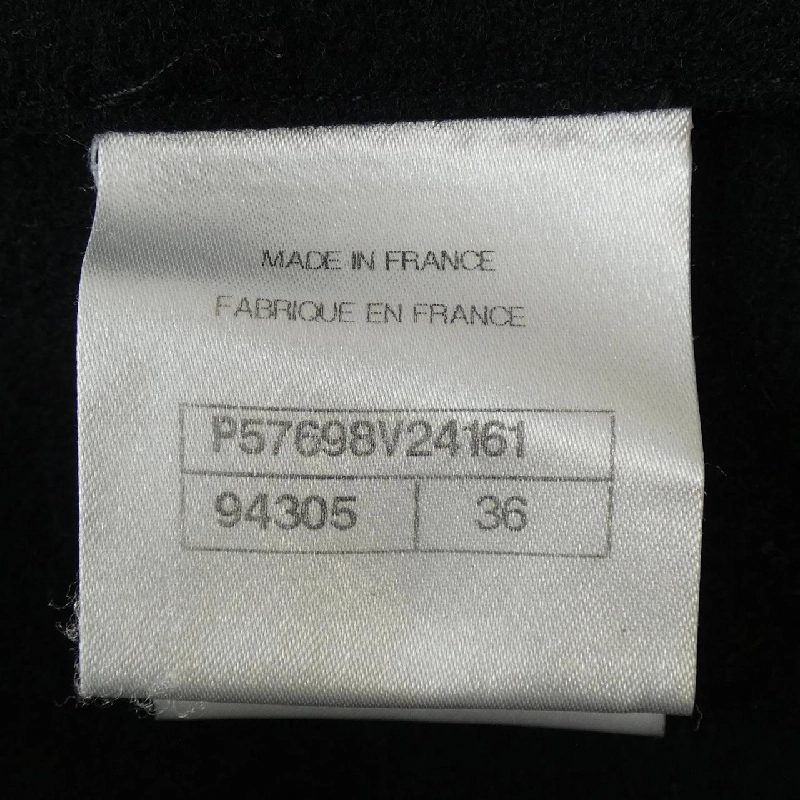 MADE IN FRANCE
FABRIQUE EN FRANCE
P57698V24161
94305 36